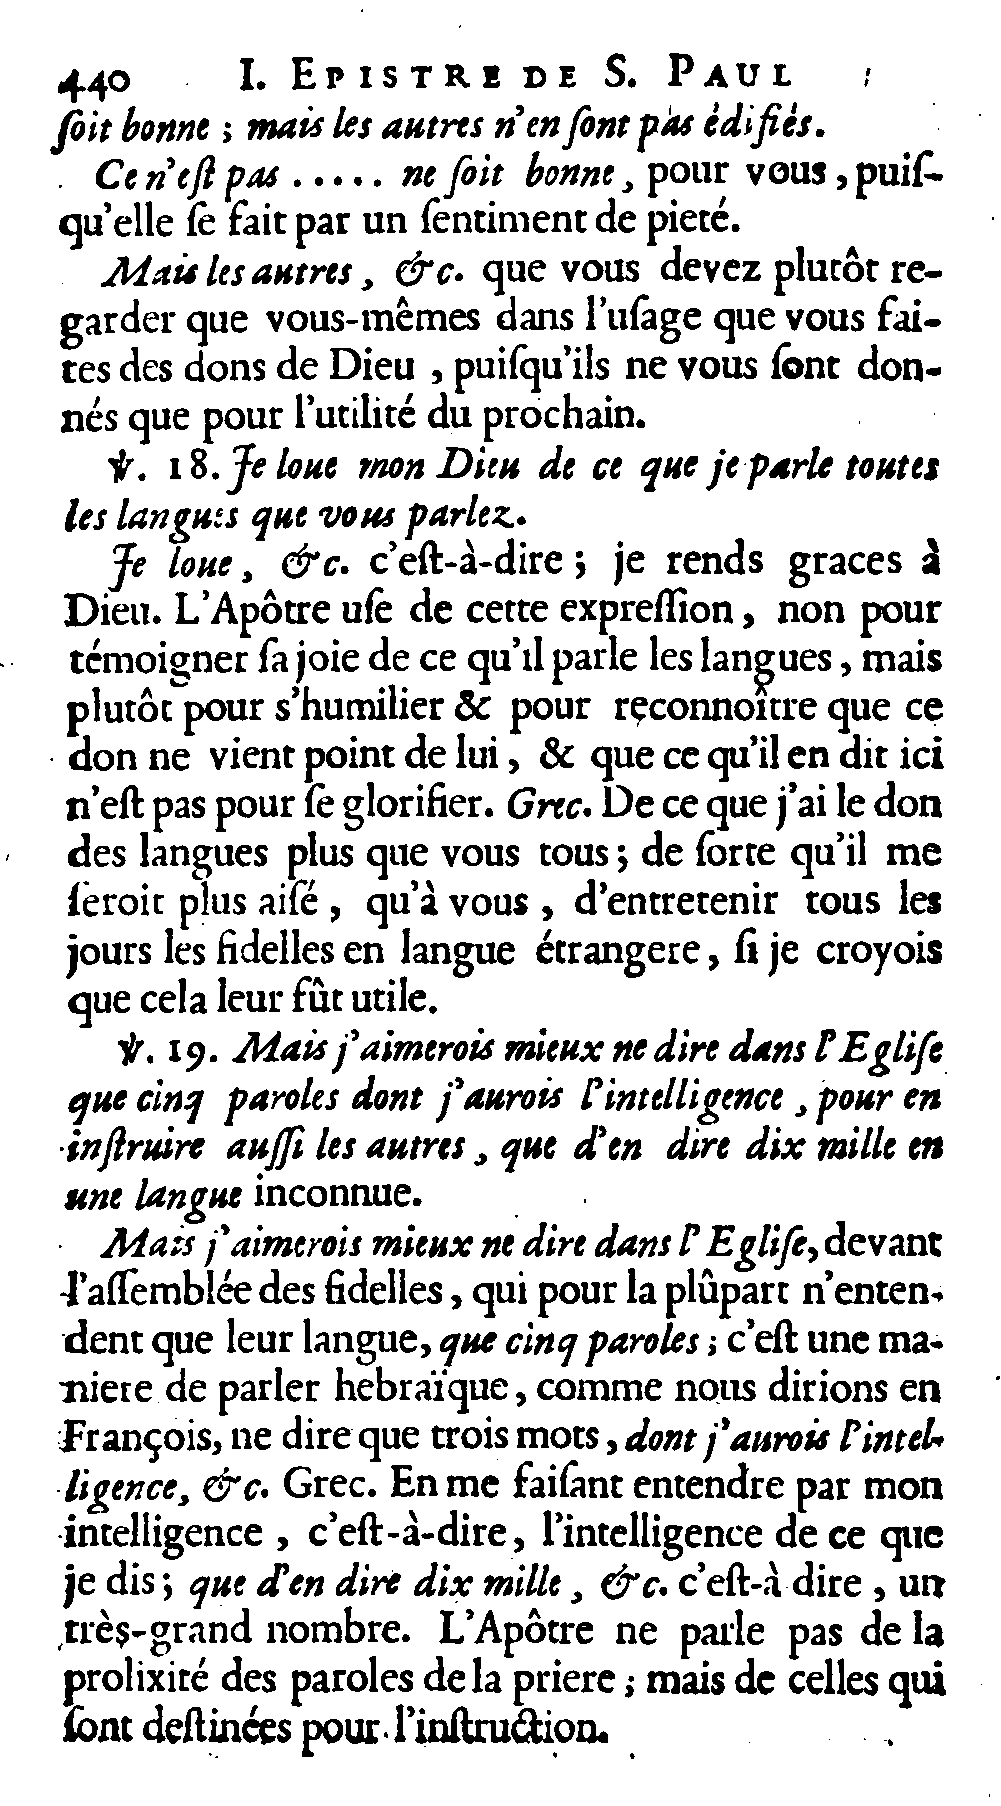 440 I. EPISTRE DE S. PAUL
ſoit bonne ; mais les autres n'en ſont pas édifiés.
Ce n'eſt pas ..... ne ſoit bonne, pour vous, puiſ-
qu'elle ſe fait par un ſentiment de pieté.
Mais les autres, &c. que vous devez plutôt re-
garder que vous-mêmes dans l'uſage que vous fai-
tes des dons de Dieu, puiſqu'ils ne vous ſont don-
nés que pour l'utilité du prochain.
℣. 18. Je loue mon Dieu de ce que je parle toutes
les langues que vous parlez.
Je loue, &c. c'eſt-à-dire ; je rends graces à
Dieu. L'Apôtre uſe de cette expreſſion, non pour
témoigner ſa joie de ce qu'il parle les langues, mais
plutôt pour s'humilier & pour reconnoître que ce
don ne vient point de lui, & que ce qu'il en dit ici
n'eſt pas pour ſe glorifier. Grec. De ce que j'ai le don
des langues plus que vous tous ; de ſorte qu'il me
ſeroit plus aiſé, qu'à vous, d'entretenir tous les
jours les fidelles en langue étrangere, ſi je croyois
que cela leur fût utile.
℣. 19. Mais j'aimerois mieux ne dire dans l'Egliſe
que cinq paroles dont j'aurois l'intelligence, pour en
inſtruire auſſi les autres, que d'en dire dix mille en
une langue inconnue.
Mais j'aimerois mieux ne dire dans l'Egliſe, devant
l'aſſemblée des fidelles, qui pour la plûpart n'enten-
dent que leur langue, que cinq paroles ; c'eſt une ma-
niere de parler hebraïque, comme nous dirions en
François, ne dire que trois mots, dont j'aurois l'intel-
ligence, &c. Grec. En me faiſant entendre par mon
intelligence, c'eſt-à-dire, l'intelligence de ce que
je dis ; que d'en dire dix mille, &c. c'eſt-à dire, un
très-grand nombre. L'Apôtre ne parle pas de la
prolixité des paroles de la priere ; mais de celles qui
ſont deſtinées pour l'inſtruction.